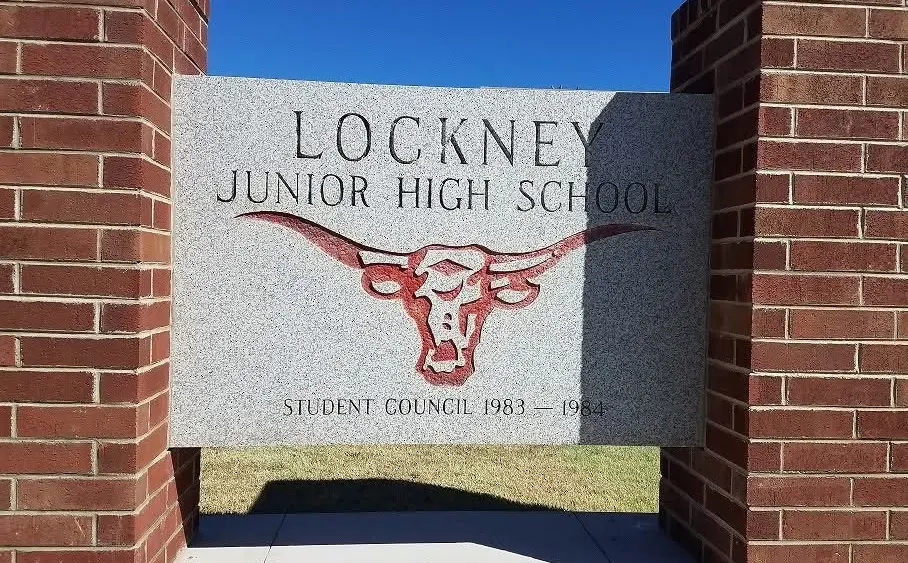 LOCKNEY
JUNIOR HIGH SCHOOL
STUDENT COUNCIL 1983 — 1984